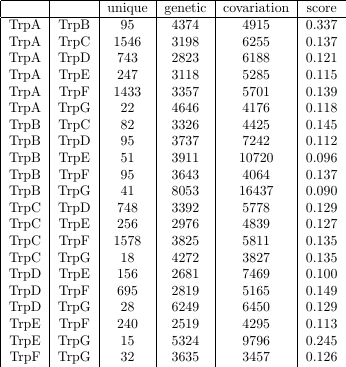 unique genetic covariation score
TrpA TrpB 95 4374 4915 0.337
TrpA TrpC 1546 3198 6255 0.137
TrpA TrpD 743 2823 6188 0.121
TrpA TrpE 247 3118 5285 0.115
TrpA TrpF 1433 3357 5701 0.139
TrpA TrpG 22 4646 4176 0.118
TrpB TrpC 82 3326 4425 0.145
TrpB TrpD 95 3737 7242 0.112
TrpB TrpE 51 3911 10720 0.096
TrpB TrpF 95 3643 4064 0.137
TrpB TrpG 41 8053 16437 0.090
TrpC TrpD 748 3392 5778 0.129
TrpC TrpE 256 2976 4839 0.127
TrpC TrpF 1578 3825 5811 0.135
TrpC TrpG 18 4272 3827 0.135
TrpD TrpE 156 2681 7469 0.100
TrpD TrpF 695 2819 5165 0.149
TrpD TrpG 28 6249 6450 0.129
TrpE TrpF 240 2519 4295 0.113
TrpE TrpG 15 5324 9796 0.245
TrpF TrpG 32 3635 3457 0.126